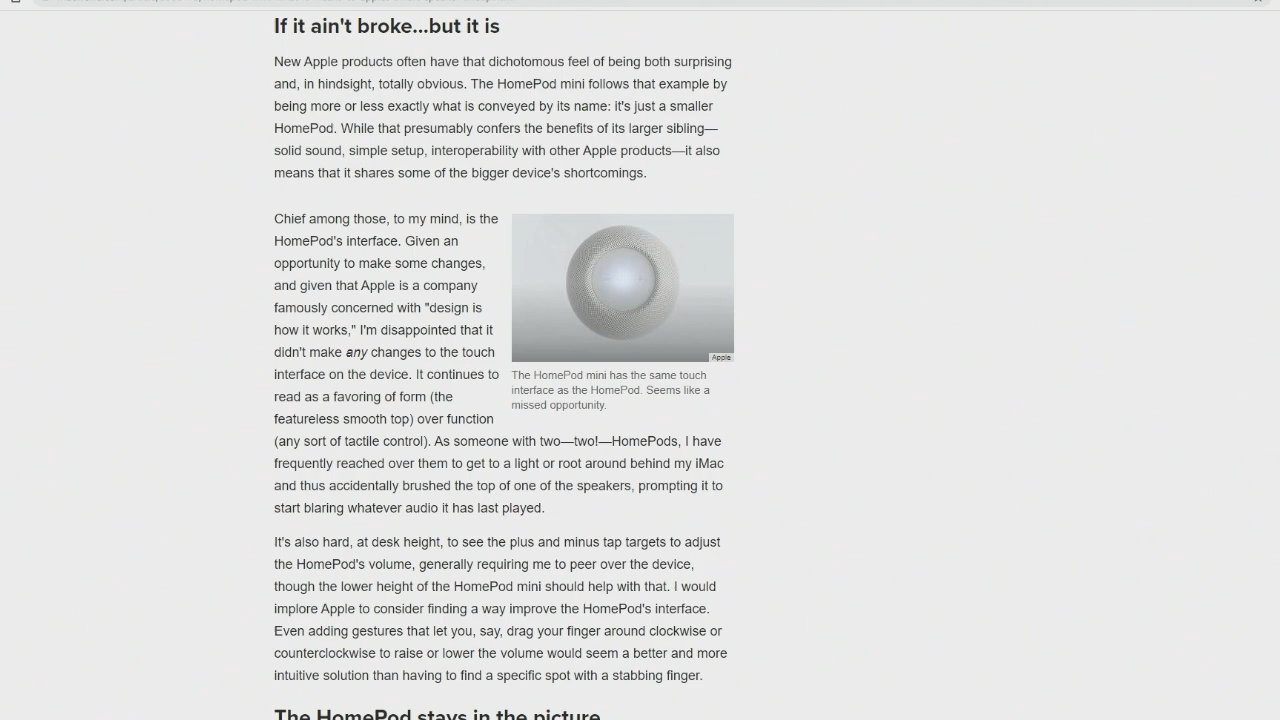 If it ain't broke...but it is
New Apple products often have that dichotomous feel of being both surprising
and, in hindsight, totally obvious. The HomePod mini follows that example by
being more or less exactly what is conveyed by its name: it's just a smaller
HomePod. While that presumably confers the benefits of its larger sibling—
solid sound, simple setup, interoperability with other Apple products—it also
means that it shares some of the bigger device's shortcomings.
Chief among those, to my mind, is the
HomePod's interface. Given an
opportunity to make some changes,
and given that Apple is a company
famously concerned with "design is
how it works," I'm disappointed that it
didn't make any changes to the touch
interface on the device. It continues to
read as a favoring of form (the
featureless smooth top) over function
(any sort of tactile control). As someone with two—two!—HomePods, I have
frequently reached over them to get to a light or root around behind my iMac
and thus accidentally brushed the top of one of the speakers, prompting it to
start blaring whatever audio it has last played.
Apple
The HomePod mini has the same touch
interface as the HomePod. Seems like a
missed opportunity.
It's also hard, at desk height, to see the plus and minus tap targets to adjust
the HomePod's volume, generally requiring me to peer over the device,
though the lower height of the HomePod mini should help with that. I would
implore Apple to consider finding a way improve the HomePod's interface.
Even adding gestures that let you, say, drag your finger around clockwise or
counterclockwise to raise or lower the volume would seem a better and more
intuitive solution than having to find a specific spot with a stabbing finger.
The HomePod stays in the picture